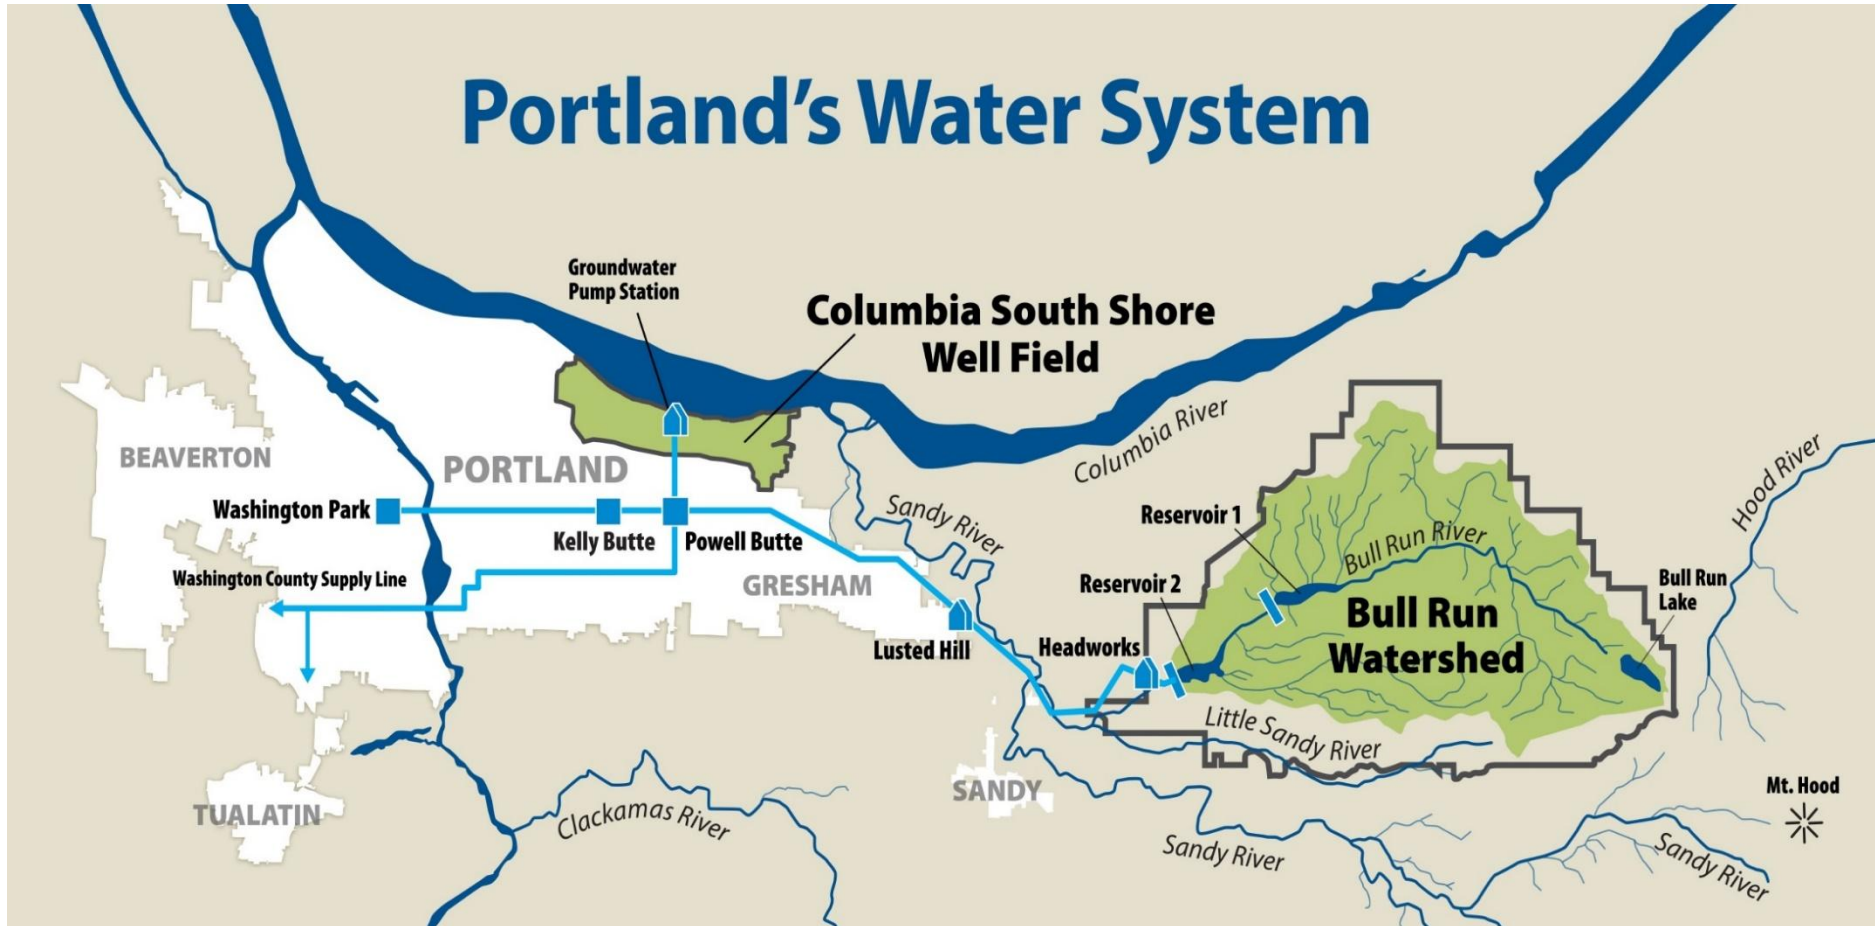 Portland's Water System
Groundwater
Pump Station
Columbia South Shore
Well Field
Columbia River
Hood River
BEAVERTON
PORTLAND
Washington Park
Kelly Butte
Powell Butte
Sandy River
Reservoir 1
Bull Run River
Washington County Supply Line
GRESHAM
Reservoir 2
Bull Run
Lake
Bull Run
Watershed
Lusted Hill
Headworks
Little Sandy River
SANDY
Mt. Hood
TUALATIN
Clackamas River
Sandy River
Sandy River